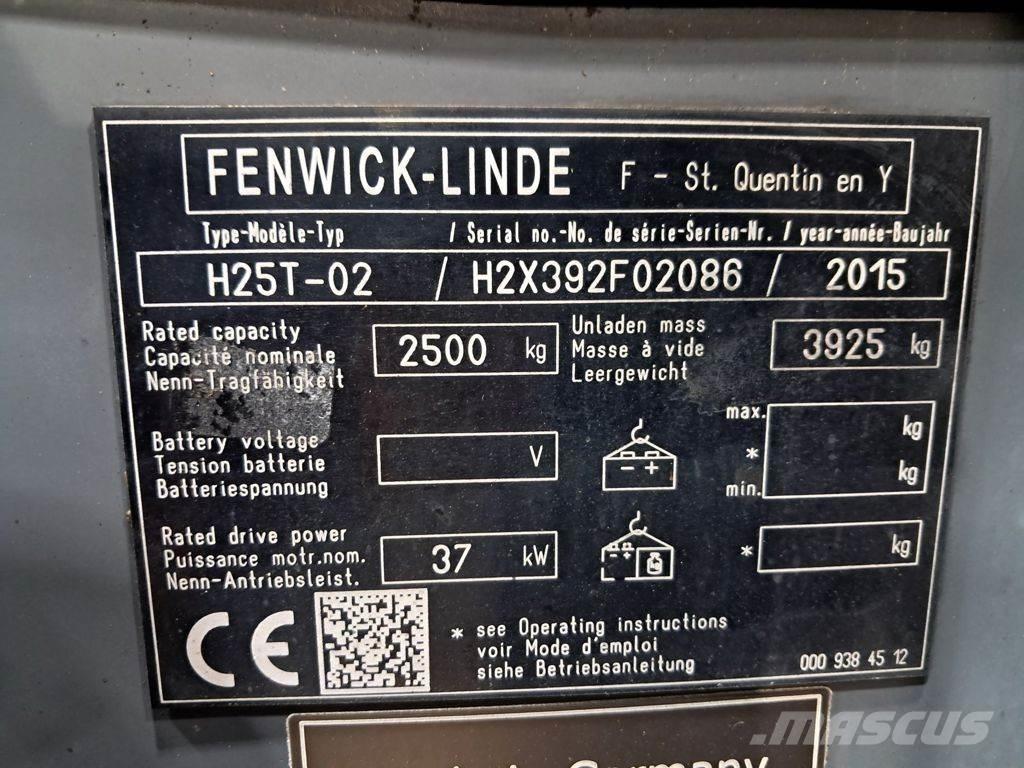 FENWICK-LINDE F - St. Quentin en Y
Type-Modèle-Typ / Serial no.-No. de série-Serien-Nr. / year-année-Baujahr
H25T-02 / H2X392F02086 / 2015
Rated capacity
Capacité nominale
Nenn-Tragfähigkeit
2500 kg
Unladen mass
Masse à vide
Leergewicht
3925 kg
Battery voltage
Tension batterie
Batteriespannung
V
- +
max. kg
*
min. kg
Rated drive power
Puissance motr.nom.
Nenn-Antriebsleist.
37 kW
- + kg
* kg
CE
* see Operating instructions
voir Mode d'emploi
siehe Betriebsanleitung
000 938 45 12
Germany
MASCUS